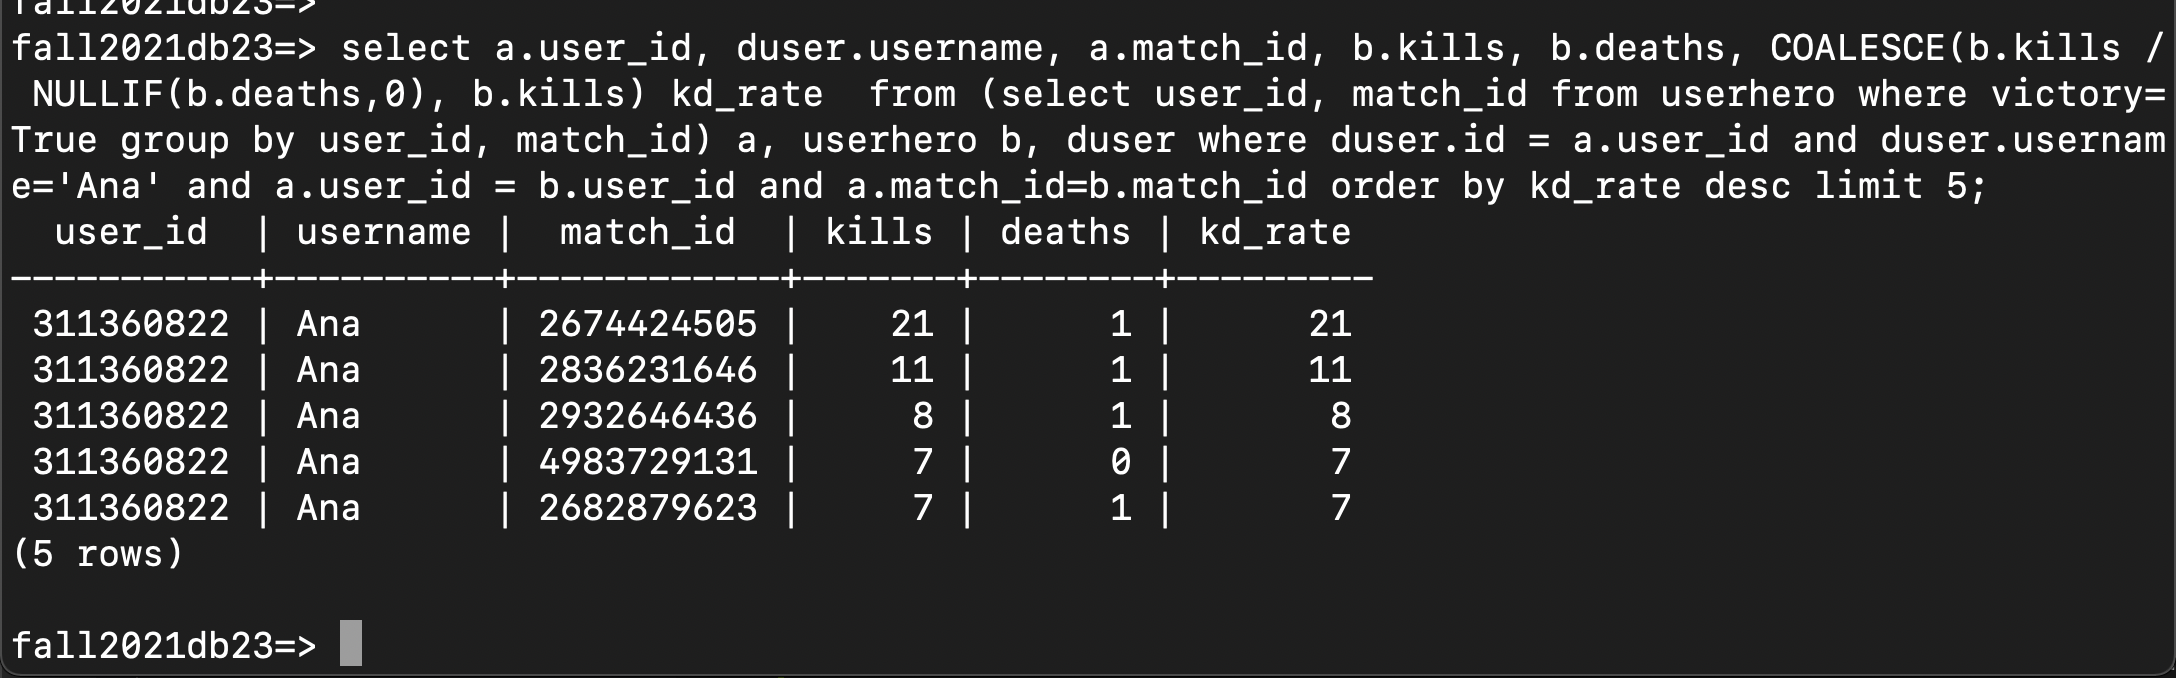 fall2021db23=>
fall2021db23=> select a.user_id, duser.username, a.match_id, b.kills, b.deaths, COALESCE(b.kills /
 NULLIF(b.deaths,0), b.kills) kd_rate  from (select user_id, match_id from userhero where victory=
True group by user_id, match_id) a, userhero b, duser where duser.id = a.user_id and duser.usernam
e='Ana' and a.user_id = b.user_id and a.match_id=b.match_id order by kd_rate desc limit 5;
  user_id  | username |  match_id  | kills | deaths | kd_rate
-----------+----------+------------+-------+--------+---------
 311360822 | Ana      | 2674424505 |    21 |      1 |      21
 311360822 | Ana      | 2836231646 |    11 |      1 |      11
 311360822 | Ana      | 2932646436 |     8 |      1 |       8
 311360822 | Ana      | 4983729131 |     7 |      0 |       7
 311360822 | Ana      | 2682879623 |     7 |      1 |       7
(5 rows)
fall2021db23=>